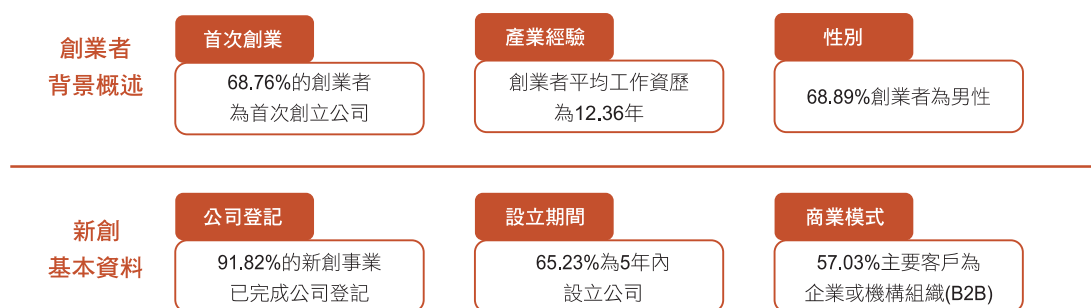 創業者
背景概述
首次創業
68.76%的創業者
為首次創立公司
產業經驗
創業者平均工作資歷
為12.36年
性別
68.89%創業者為男性
新創
基本資料
公司登記
91.82%的新創事業
已完成公司登記
設立期間
65.23%為5年內
設立公司
商業模式
57.03%主要客戶為
企業或機構組織(B2B)